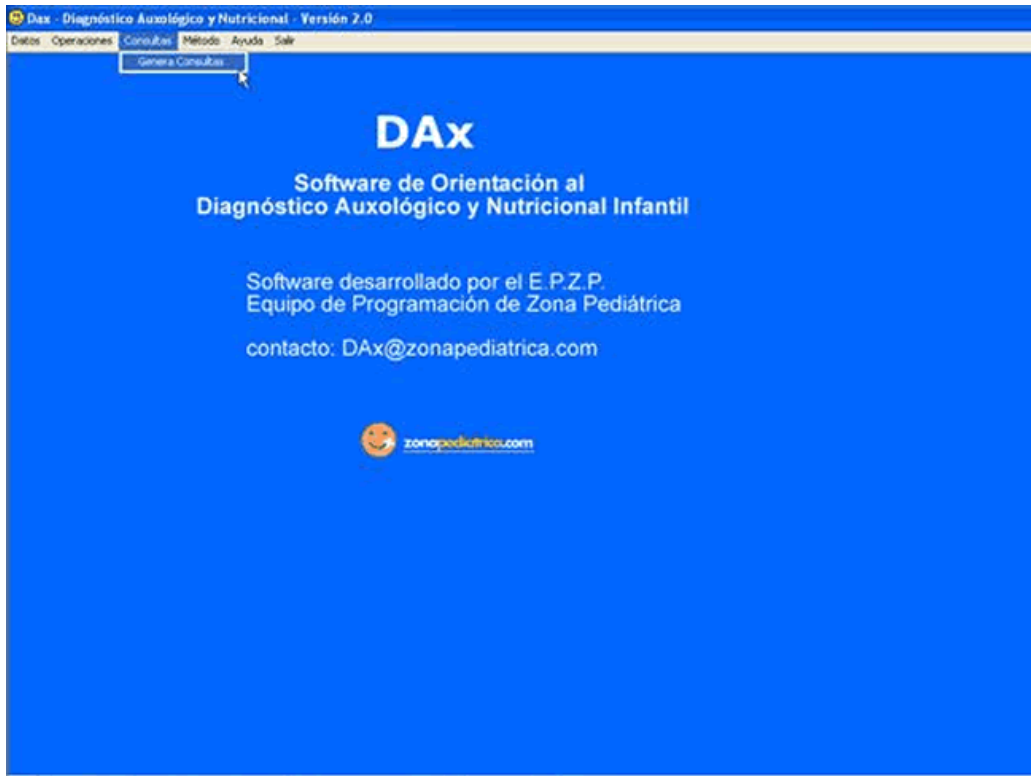 Dax - Diagnóstico Auxológico y Nutricional - Versión 2.0
Datos Operaciones Consultas Método Ayuda Salir
Genera Consultas
DAx
Software de Orientación al
Diagnóstico Auxológico y Nutricional Infantil
Software desarrollado por el E.P.Z.P.
Equipo de Programación de Zona Pediátrica
contacto: DAx@zonapediatrica.com
zonapediatrica.com